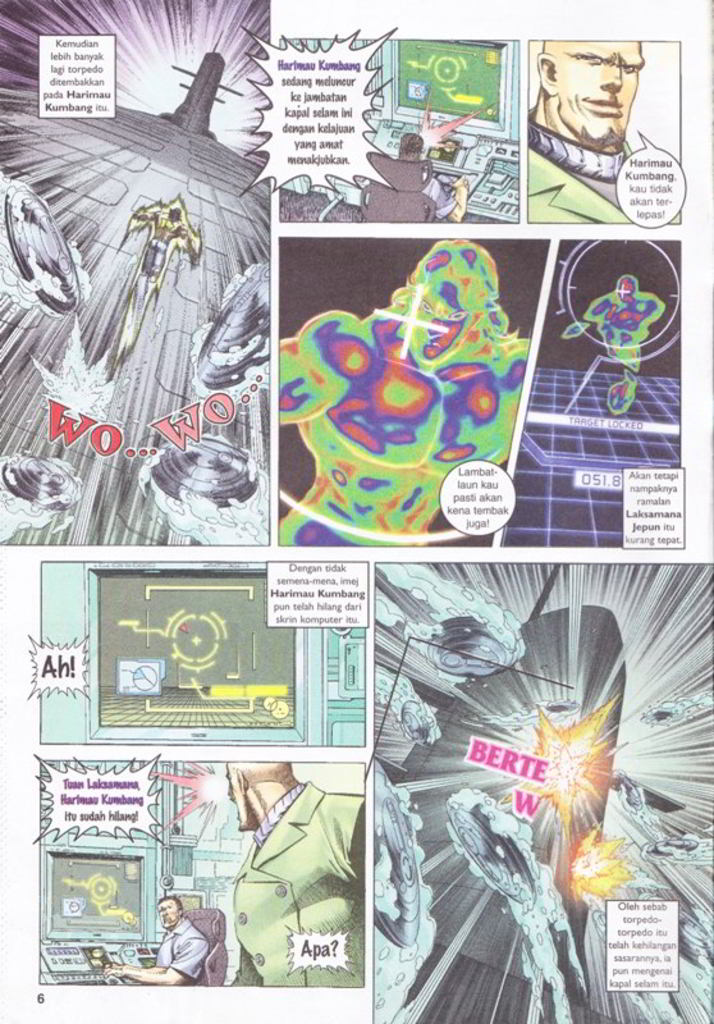 Kemudian
lebih banyak
lagi torpedo
ditembakkan
pada Harimau
Kumbang itu.
Harimau Kumbang
sedang meluncur
ke jambatan
kapal selam ini
dengan kelajuan
yang amat
menakjubkan.
Harimau
Kumbang,
kau tidak
akan ter-
lepas!
WO...WO...
Lambat-
laun kau
pasti akan
kena tembak
juga!
TARGET LOCKED
051.8
Akan tetapi
nampaknya
ramalan
Laksamana
Jepun itu
kurang tepat.
Dengan tidak
semena-mena, imej
Harimau Kumbang
pun telah hilang dari
skrin komputer itu.
Ah!
Tuan Laksamana,
Harimau Kumbang
itu sudah hilang!
Apa?
BERTE
W
Oleh sebab
torpedo-
torpedo itu
telah kehilangan
sasarannya, ia
pun mengenai
kapal selam itu.
6